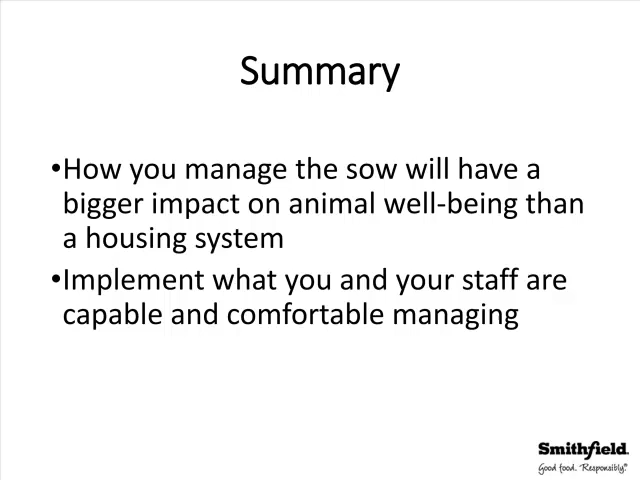 Summary
•How you manage the sow will have a
bigger impact on animal well-being than
a housing system
•Implement what you and your staff are
capable and comfortable managing
Smithfield.
Good food. Responsibly.®